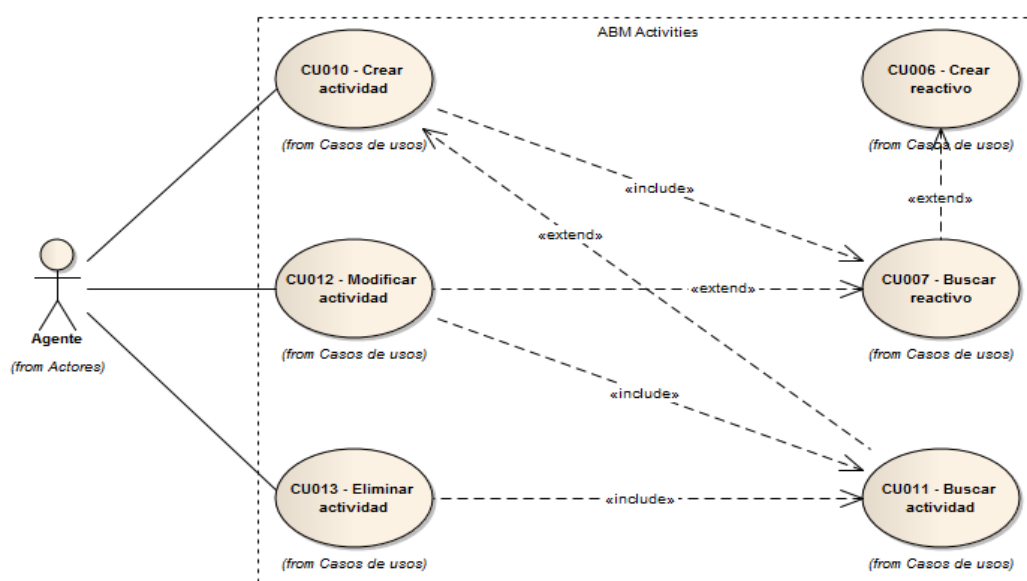 ABM Activities
CU010 - Crear
actividad
(from Casos de usos)
CU006 - Crear
reactivo
(from Casos de usos)
«include»
«extend»
«extend»
Agente
(from Actores)
CU012 - Modificar
actividad
(from Casos de usos)
«extend»
CU007 - Buscar
reactivo
(from Casos de usos)
«include»
CU013 - Eliminar
actividad
(from Casos de usos)
«include»
CU011 - Buscar
actividad
(from Casos de usos)